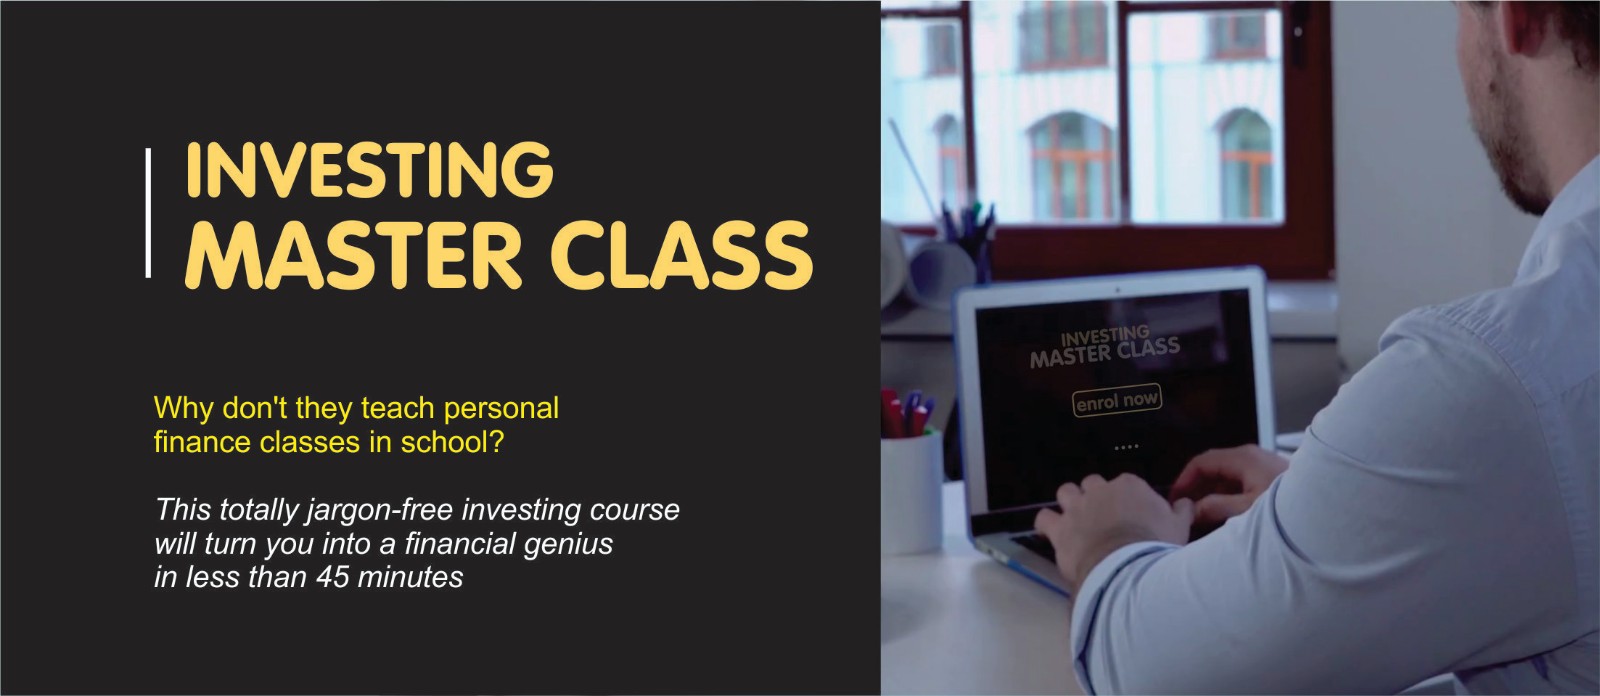 INVESTING
MASTER CLASS
Why don't they teach personal
finance classes in school?
This totally jargon-free investing course
will turn you into a financial genius
in less than 45 minutes
INVESTING
MASTER CLASS
enrol now